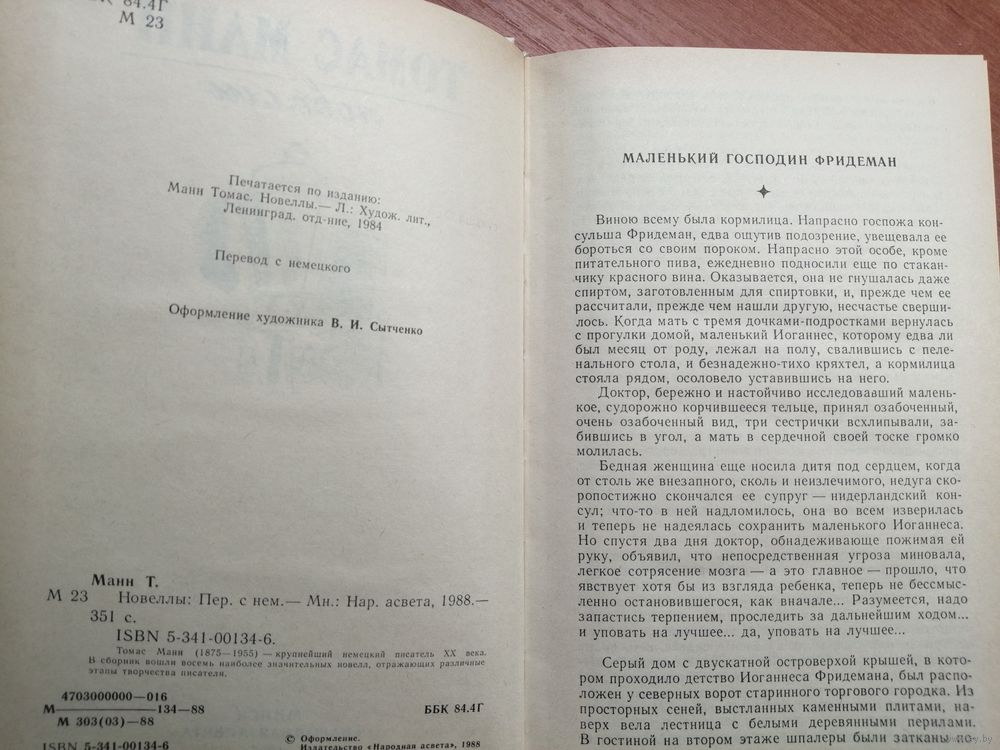 ББК 84.4Г
М 23
Печатается по изданию:
Манн Томас. Новеллы.— Л.: Худож. лит.,
Ленинград. отд-ние, 1984
Перевод с немецкого
Оформление художника В. И. Сытченко
Манн Т.
М 23 Новеллы: Пер. с нем.— Мн.: Нар. асвета, 1988.—
351 с.
ISBN 5-341-00134-6.
Томас Манн (1875—1955) — крупнейший немецкий писатель XX века.
В сборник вошли восемь наиболее значительных новелл, отражающих различные
этапы творчества писателя.
4703000000—016
М————134—88
М 303(03)—88
ББК 84.4Г
ISBN 5-341-00134-6
© Оформление.
Издательство «Народная асвета», 1988
МАЛЕНЬКИЙ ГОСПОДИН ФРИДЕМАН
Виною всему была кормилица. Напрасно госпожа кон-
сульша Фридеман, едва ощутив подозрение, увещевала ее
бороться со своим пороком. Напрасно этой особе, кроме
питательного пива, ежедневно подносили еще по стакан-
чику красного вина. Оказывается, она не гнушалась даже
спиртом, заготовленным для спиртовки, и, прежде чем ее
рассчитали, прежде чем нашли другую, несчастье сверши-
лось. Когда мать с тремя дочками-подростками вернулась
с прогулки домой, маленький Иоганнес, которому едва ли
был месяц от роду, лежал на полу, свалившись с пеле-
нального стола, и безнадежно-тихо кряхтел, а кормилица
стояла рядом, осоловело уставившись на него.
Доктор, бережно и настойчиво исследовавший малень-
кое, судорожно корчившееся тельце, принял озабоченный,
очень озабоченный вид, три сестрички всхлипывали, за-
бившись в угол, а мать в сердечной своей тоске громко
молилась.
Бедная женщина еще носила дитя под сердцем, когда
от столь же внезапного, сколь и неизлечимого, недуга ско-
ропостижно скончался ее супруг — нидерландский кон-
сул; что-то в ней надломилось, она во всем изверилась
и теперь не надеялась сохранить маленького Иоганнеса.
Но спустя два дня доктор, обнадеживающе пожимая ей
руку, объявил, что непосредственная угроза миновала,
легкое сотрясение мозга — а это главное — прошло, что
явствует хотя бы из взгляда ребенка, теперь не бессмыс-
ленно остановившегося, как вначале... Разумеется, надо
запастись терпением, проследить за дальнейшим ходом...
и уповать на лучшее... да, уповать на лучшее...
Серый дом с двускатной островерхой крышей, в кото-
ром проходило детство Иоганнеса Фридемана, был распо-
ложен у северных ворот старинного торгового городка. Из
просторных сеней, выстланных каменными плитами, на-
верх вела лестница с белыми деревянными перилами.
В гостиной на втором этаже шпалеры были затканы по-